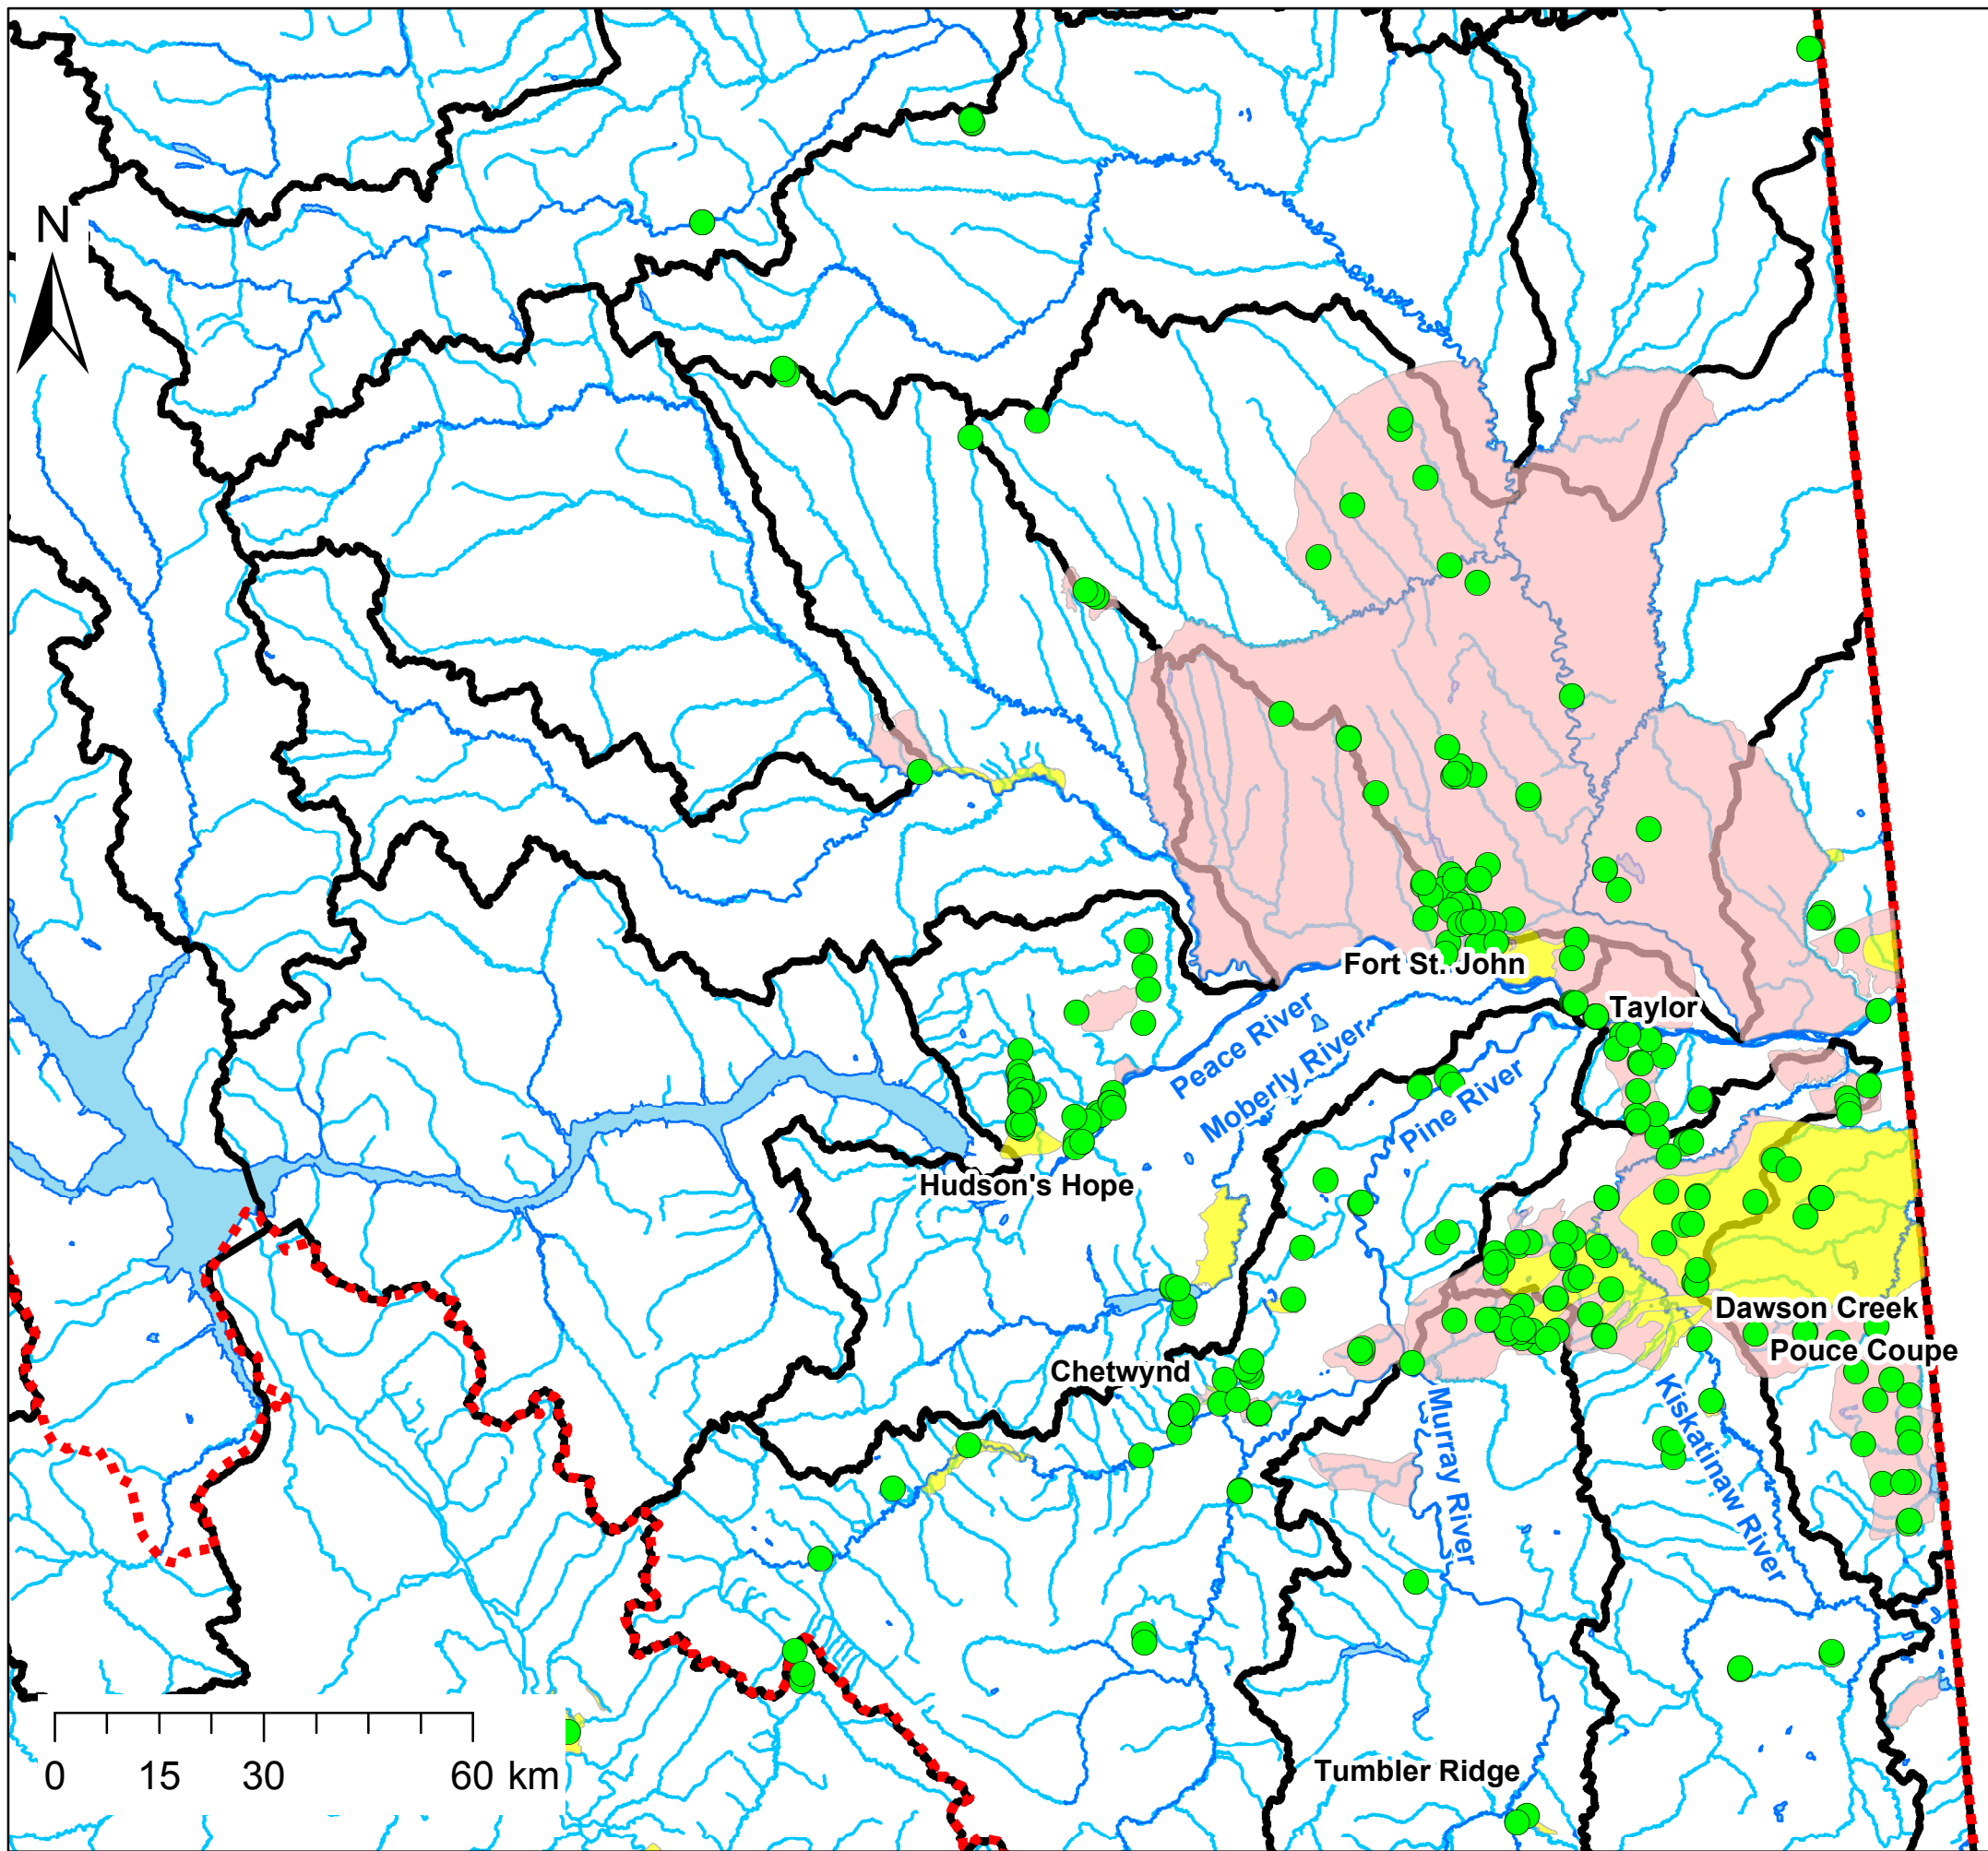 N
Fort St. John
Taylor
Peace River
Moberly River
Pine River
Hudson's Hope
Dawson Creek
Pouce Coupe
Chetwynd
Murray River
Kiskatinaw River
Tumbler Ridge
0 15 30 60 km